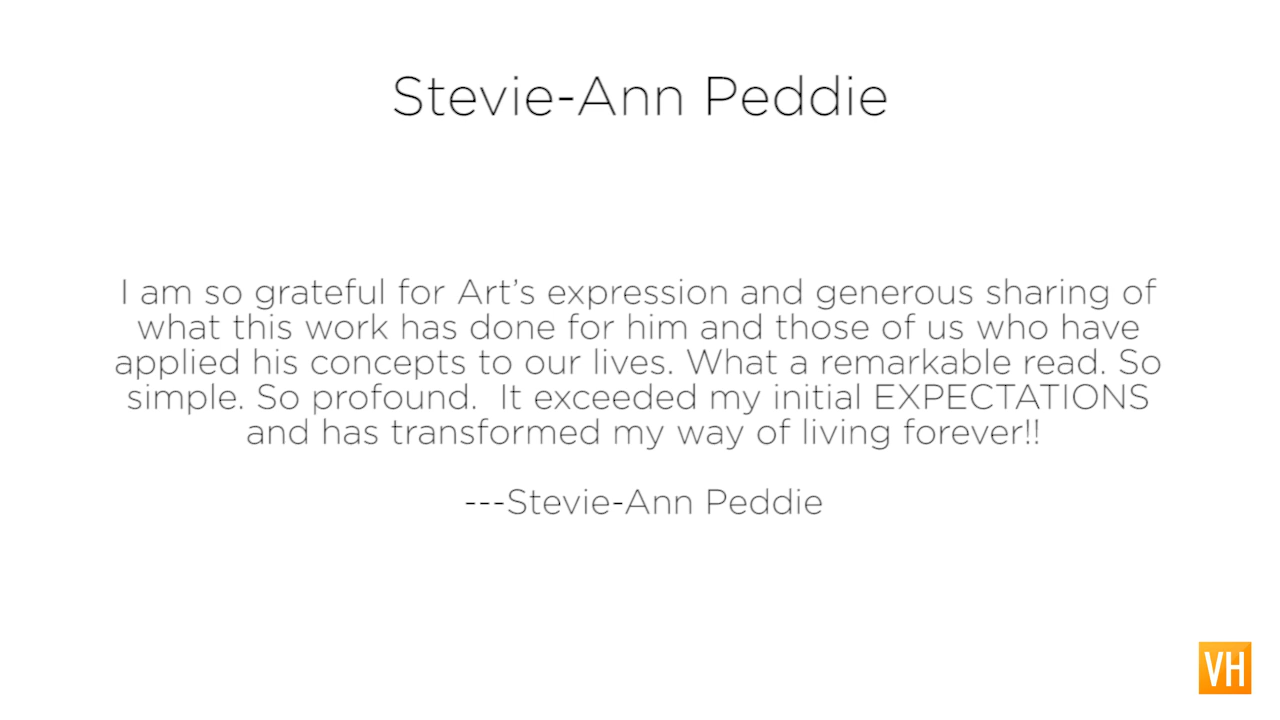 Stevie-Ann Peddie
I am so grateful for Art’s expression and generous sharing of
what this work has done for him and those of us who have
applied his concepts to our lives. What a remarkable read. So
simple. So profound.  It exceeded my initial EXPECTATIONS
and has transformed my way of living forever!!
---Stevie-Ann Peddie
VH